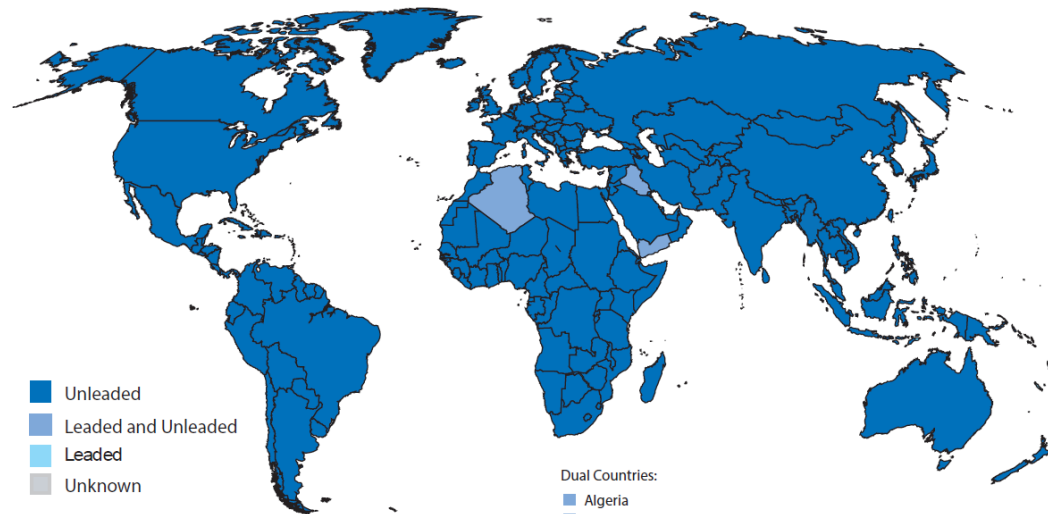 Unleaded
Leaded and Unleaded
Leaded
Unknown
Dual Countries:
Algeria